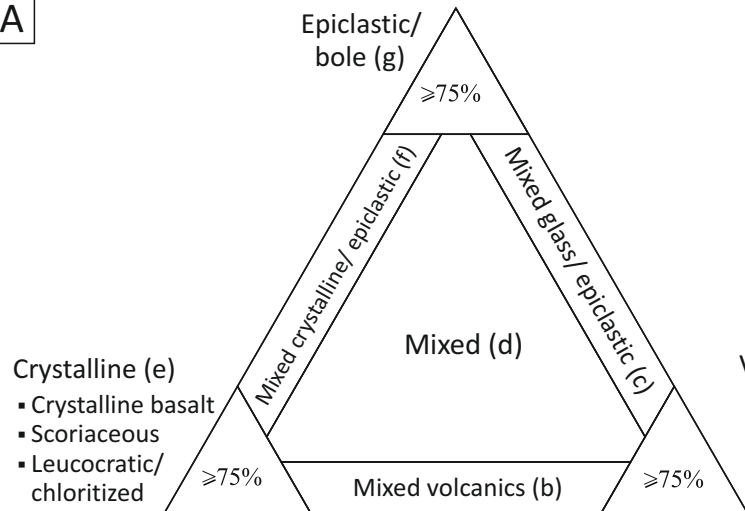 A
Epiclastic/
bole (g)
⩾75%
Mixed crystalline/ epiclastic (f)
Mixed glass/ epiclastic (c)
Mixed (d)
Crystalline (e)
▪ Crystalline basalt
▪ Scoriaceous
▪ Leucocratic/
chloritized
⩾75%
Mixed volcanics (b)
⩾75%